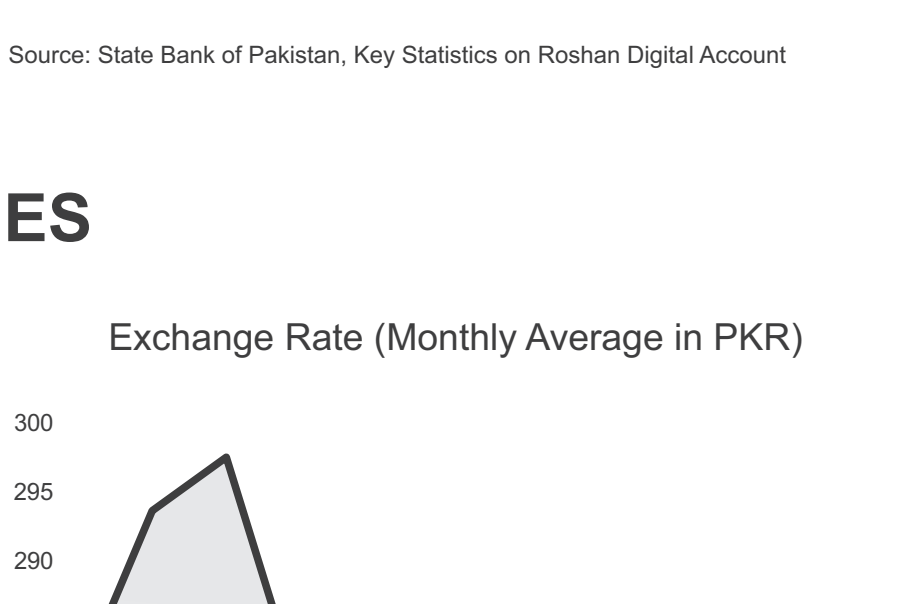 Source: State Bank of Pakistan, Key Statistics on Roshan Digital Account
ES
Exchange Rate (Monthly Average in PKR)
300
295
290